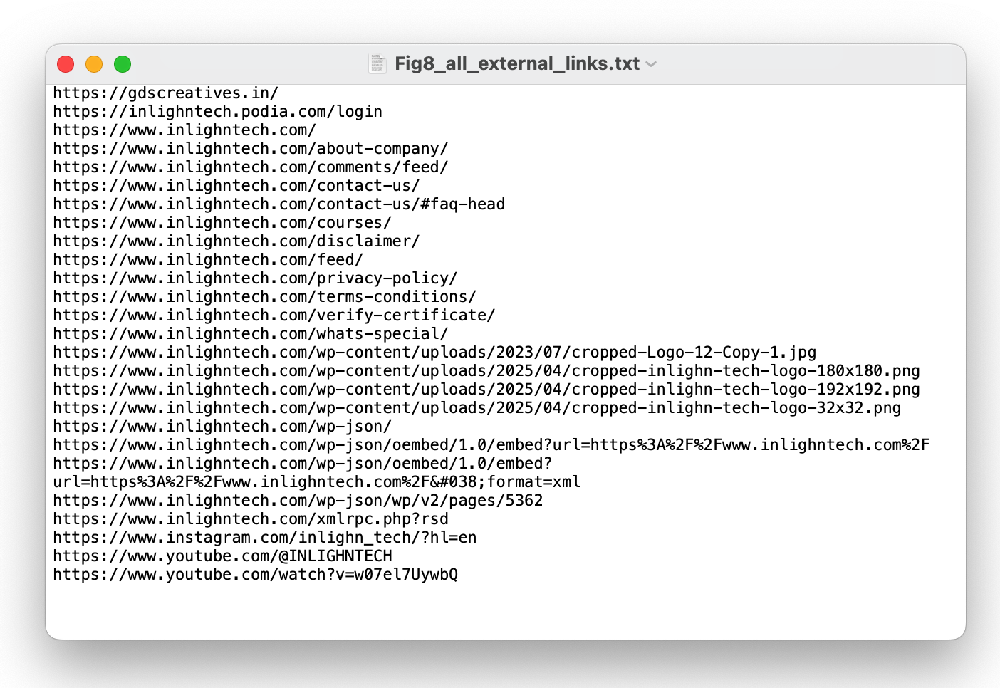 Fig8_all_external_links.txt
https://gdscreatives.in/
https://inlighntech.podia.com/login
https://www.inlighntech.com/
https://www.inlighntech.com/about-company/
https://www.inlighntech.com/comments/feed/
https://www.inlighntech.com/contact-us/
https://www.inlighntech.com/contact-us/#faq-head
https://www.inlighntech.com/courses/
https://www.inlighntech.com/disclaimer/
https://www.inlighntech.com/feed/
https://www.inlighntech.com/privacy-policy/
https://www.inlighntech.com/terms-conditions/
https://www.inlighntech.com/verify-certificate/
https://www.inlighntech.com/whats-special/
https://www.inlighntech.com/wp-content/uploads/2023/07/cropped-Logo-12-Copy-1.jpg
https://www.inlighntech.com/wp-content/uploads/2025/04/cropped-inlighn-tech-logo-180x180.png
https://www.inlighntech.com/wp-content/uploads/2025/04/cropped-inlighn-tech-logo-192x192.png
https://www.inlighntech.com/wp-content/uploads/2025/04/cropped-inlighn-tech-logo-32x32.png
https://www.inlighntech.com/wp-json/
https://www.inlighntech.com/wp-json/oembed/1.0/embed?url=https%3A%2F%2Fwww.inlighntech.com%2F
https://www.inlighntech.com/wp-json/oembed/1.0/embed?
url=https%3A%2F%2Fwww.inlighntech.com%2F&#038;format=xml
https://www.inlighntech.com/wp-json/wp/v2/pages/5362
https://www.inlighntech.com/xmlrpc.php?rsd
https://www.instagram.com/inlighn_tech/?hl=en
https://www.youtube.com/@INLIGHNTECH
https://www.youtube.com/watch?v=w07el7UywbQ